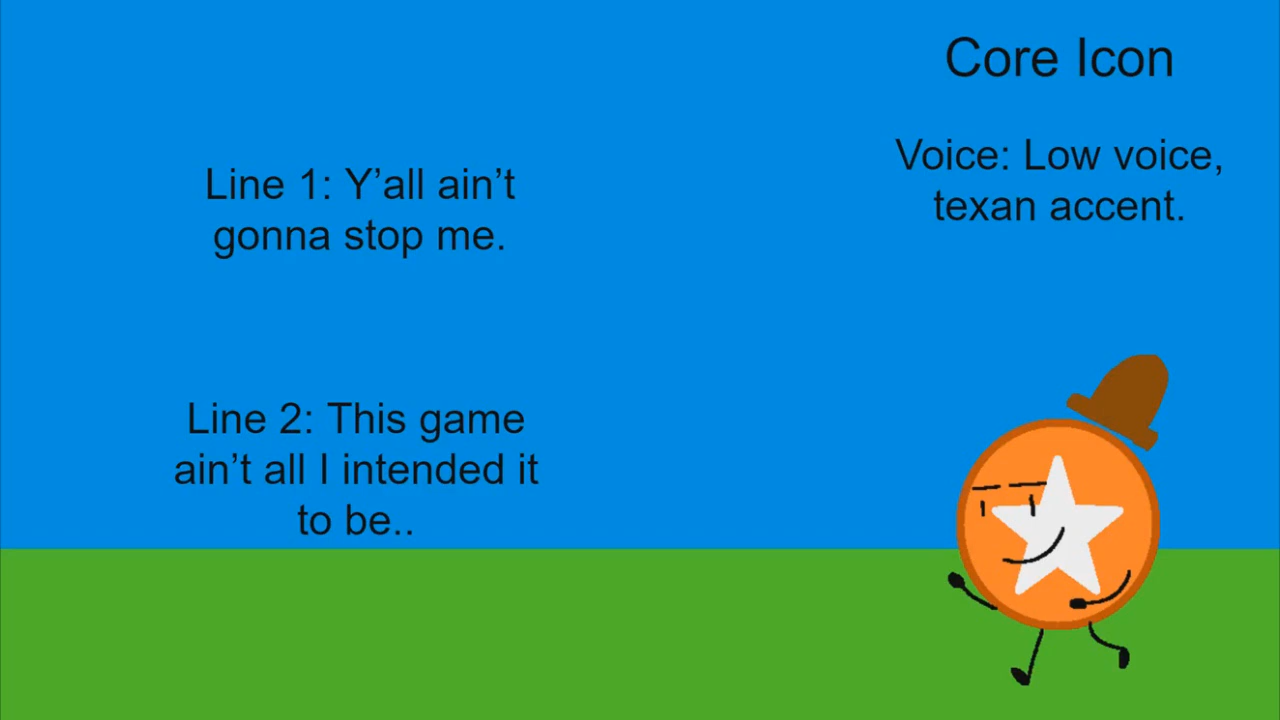 Core Icon
Voice: Low voice,
texan accent.
Line 1: Y’all ain’t
gonna stop me.
Line 2: This game
ain’t all I intended it
to be..